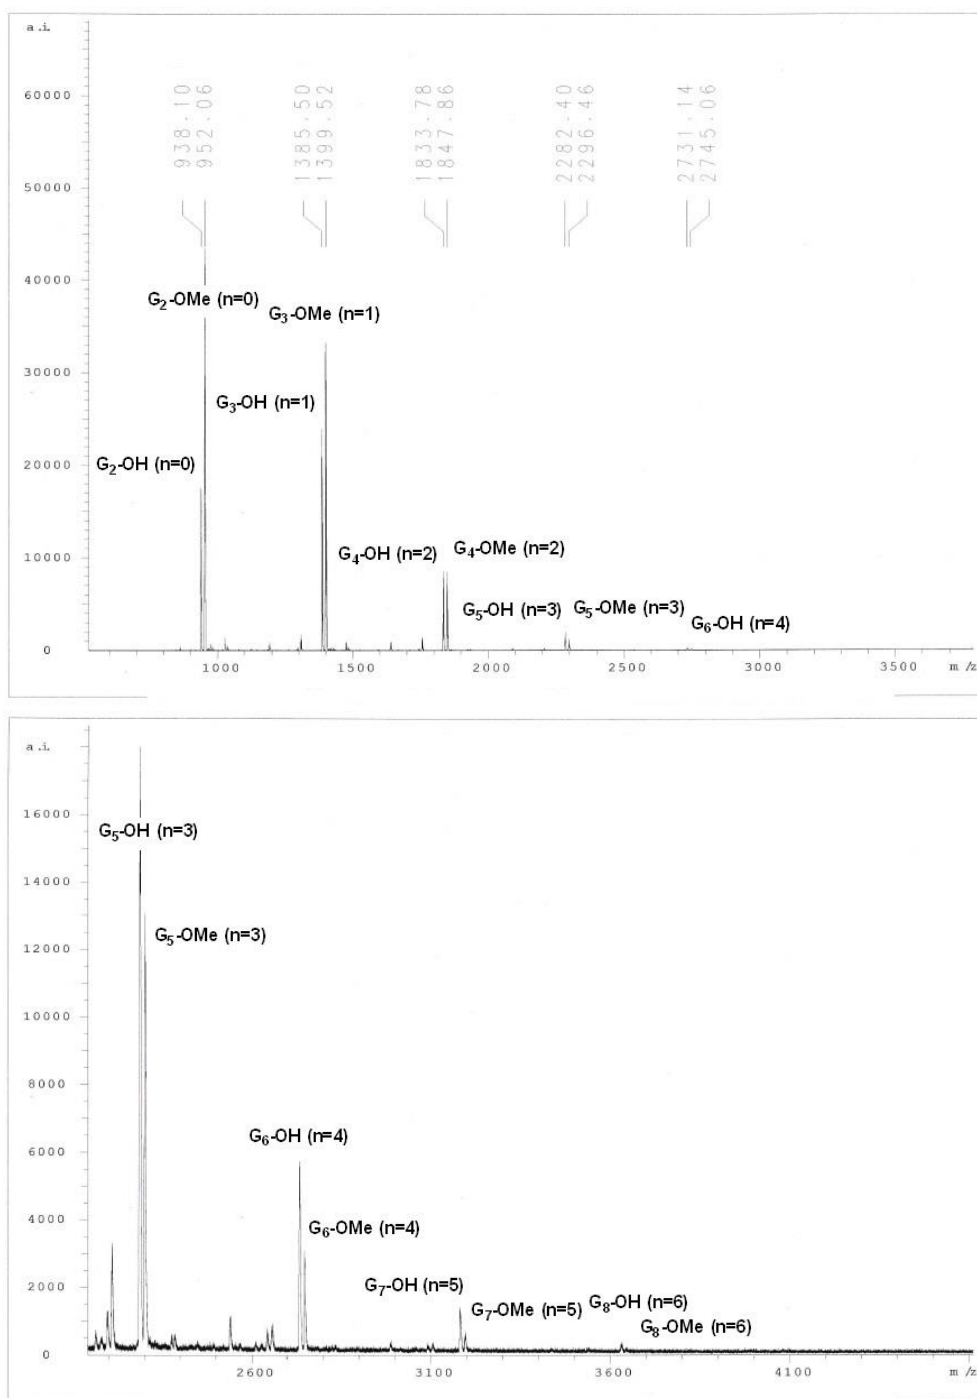 a.i.
60000
50000
40000
30000
20000
10000
0
938.10
952.06
1385.50
1399.52
1833.78
1847.86
2282.40
2296.46
2731.14
2745.06
G2-OMe (n=0)
G3-OMe (n=1)
G3-OH (n=1)
G2-OH (n=0)
G4-OH (n=2)
G4-OMe (n=2)
G5-OH (n=3)
G5-OMe (n=3)
G6-OH (n=4)
1000
1500
2000
2500
3000
3500
m/z
a.i.
16000
14000
12000
10000
8000
6000
4000
2000
0
G5-OH (n=3)
G5-OMe (n=3)
G6-OH (n=4)
G6-OMe (n=4)
G7-OH (n=5)
G7-OMe (n=5)
G8-OH (n=6)
G8-OMe (n=6)
2600
3100
3600
4100
m/z